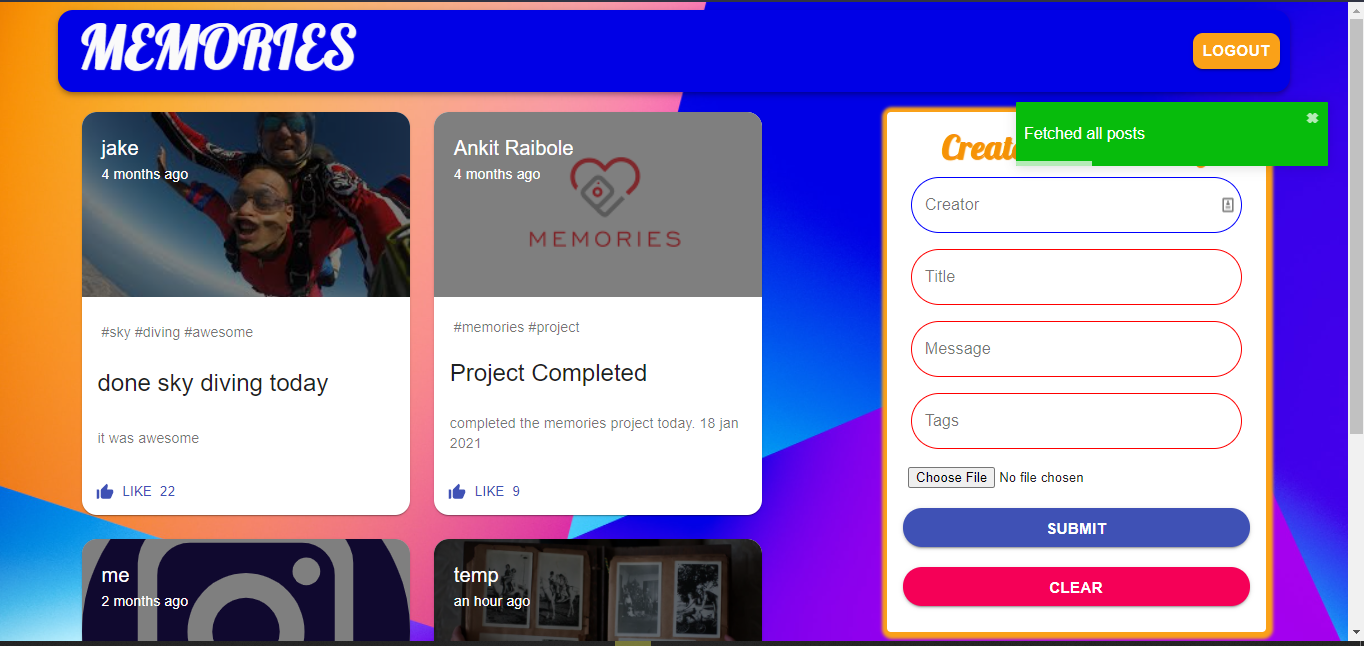 MEMORIES
LOGOUT
jake
4 months ago
#sky #diving #awesome
done sky diving today
it was awesome
LIKE 22
Ankit Raibole
4 months ago
MEMORIES
#memories #project
Project Completed
completed the memories project today. 18 jan
2021
LIKE 9
me
2 months ago
temp
an hour ago
Fetched all posts
Creator
Title
Message
Tags
Choose File No file chosen
SUBMIT
CLEAR